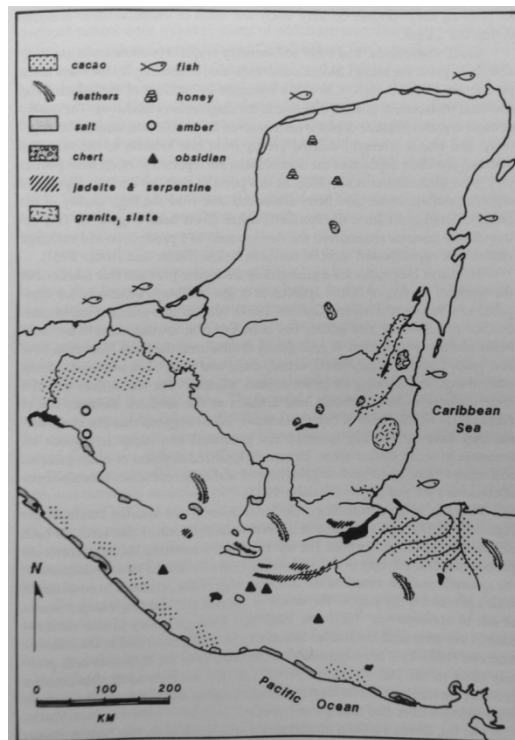 cacao
fish
feathers
honey
salt
amber
chert
obsidian
jadeite & serpentine
granite, slate
Caribbean
Sea
N
0 100 200
KM
Pacific Ocean